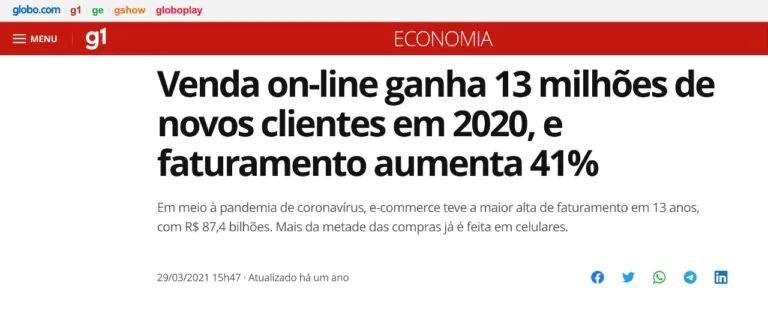 globo.com g1 ge gshow globoplay
MENU g1 ECONOMIA
Venda on-line ganha 13 milhões de
novos clientes em 2020, e
faturamento aumenta 41%
Em meio à pandemia de coronavírus, e-commerce teve a maior alta de faturamento em 13 anos,
com R$ 87,4 bilhões. Mais da metade das compras já é feita em celulares.
29/03/2021 15h47 · Atualizado há um ano